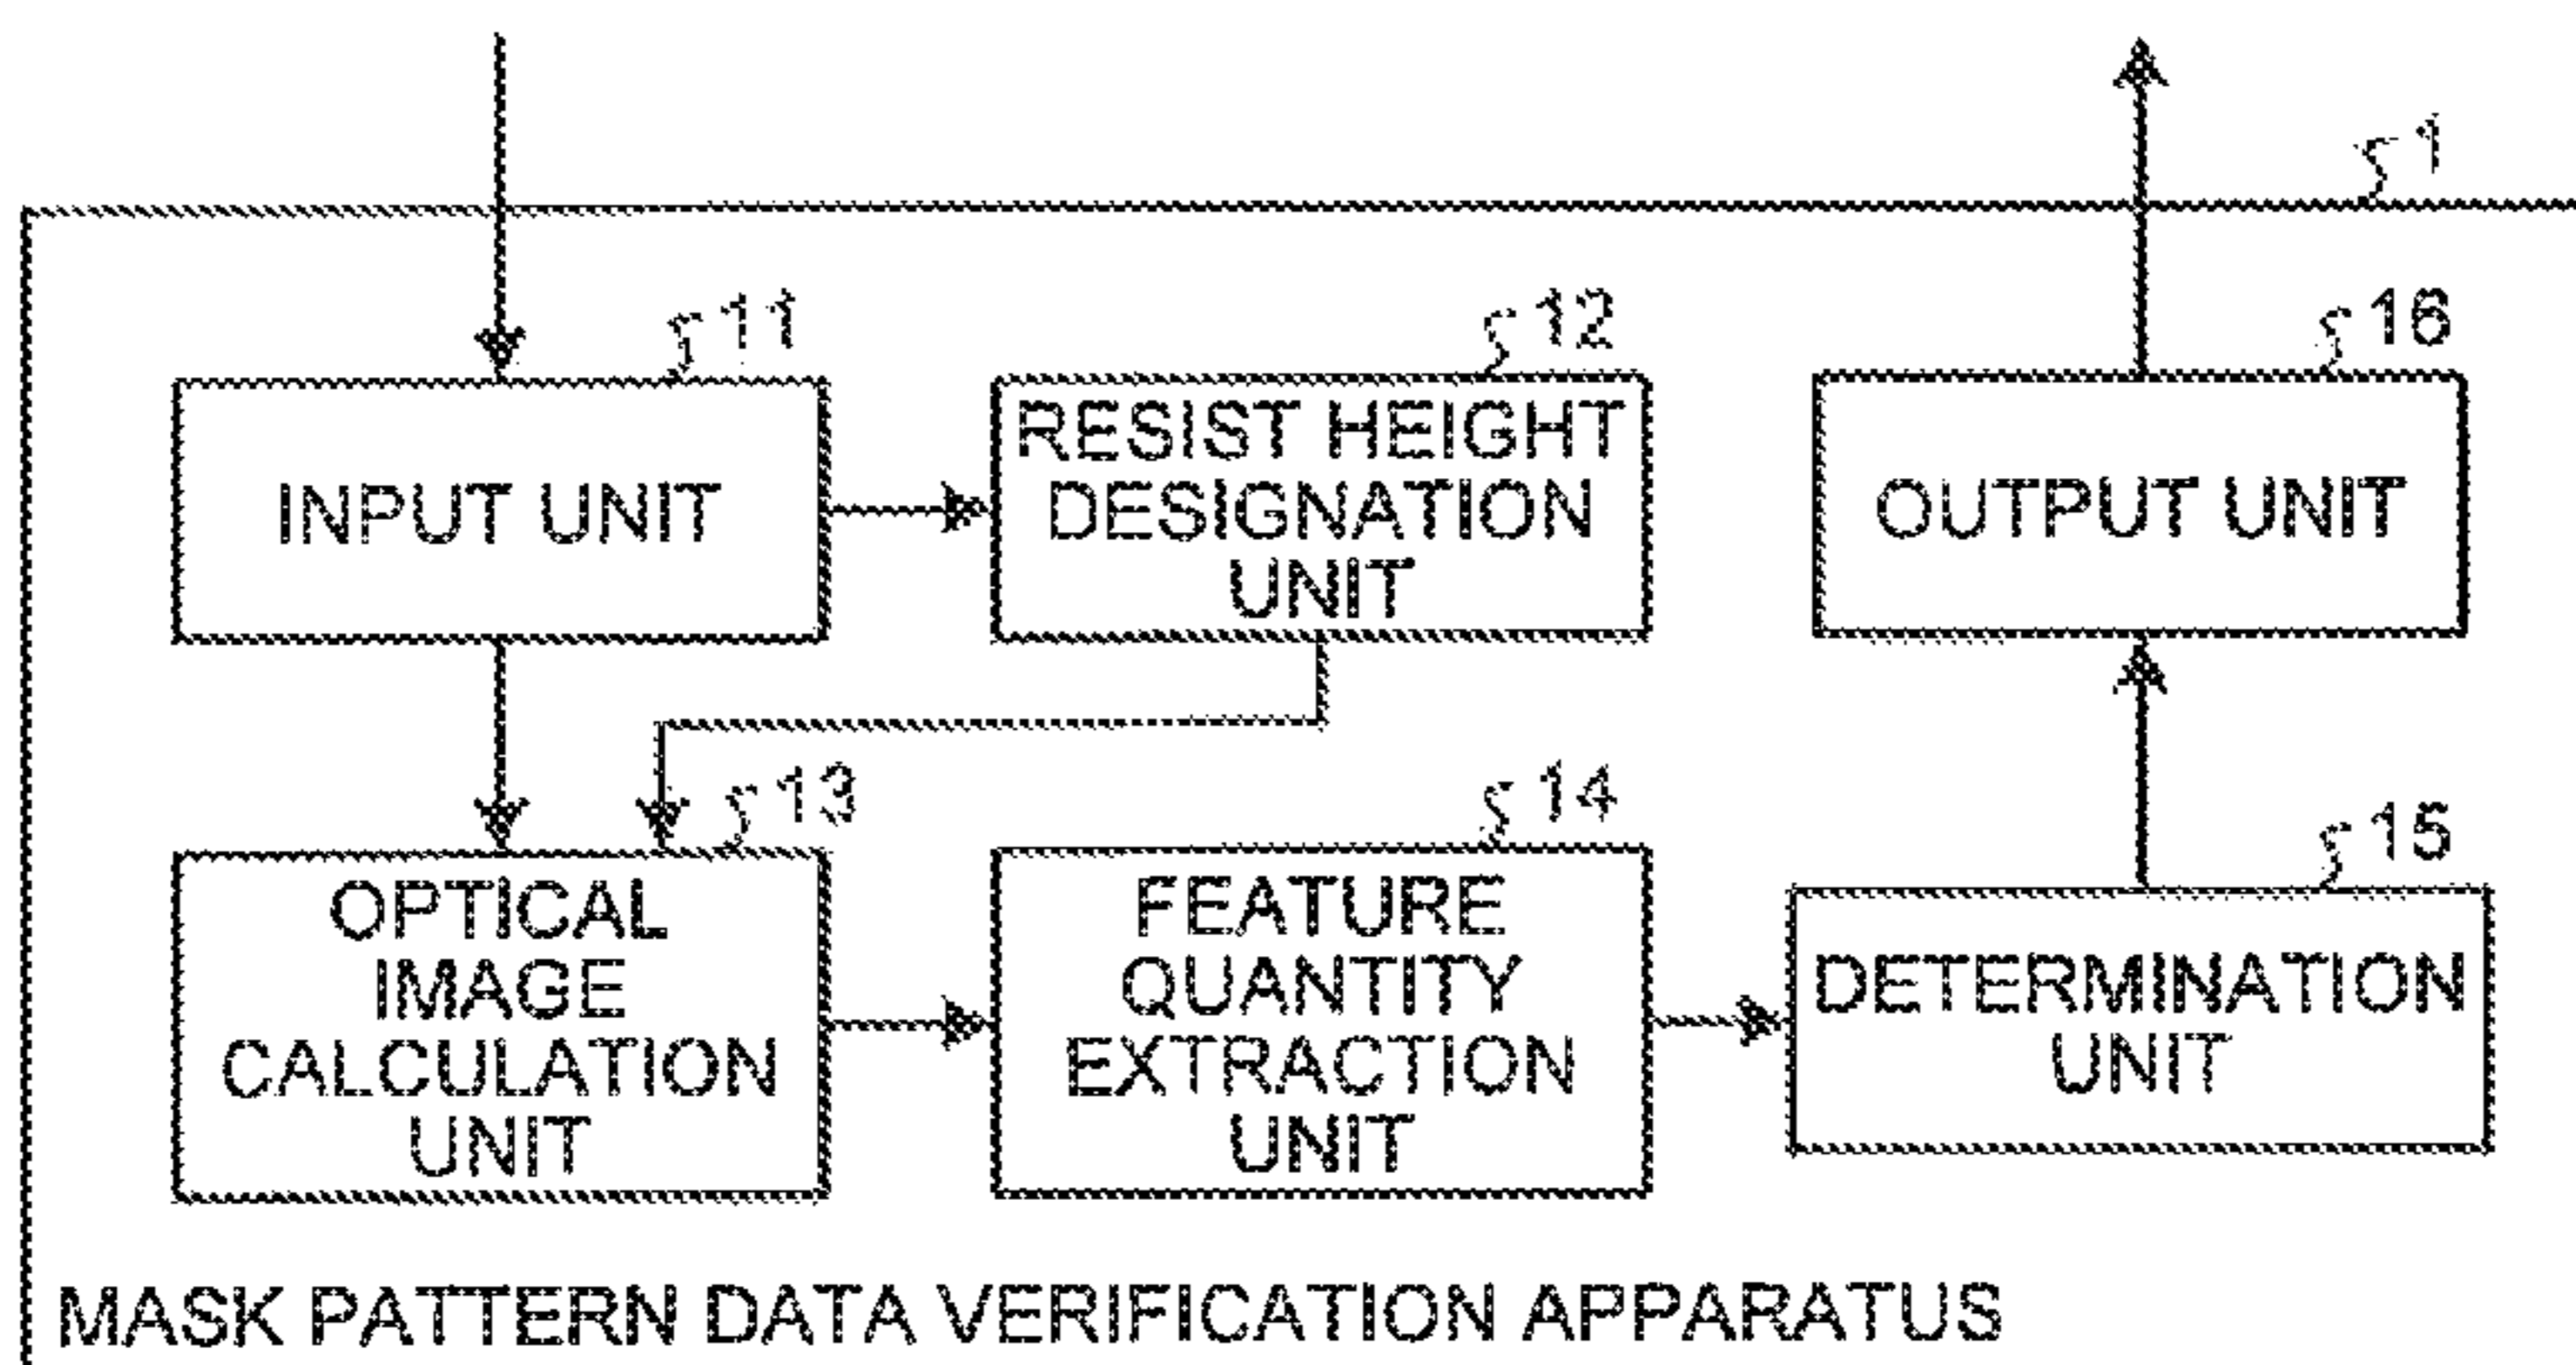 1
11
INPUT UNIT
12
RESIST HEIGHT
DESIGNATION
UNIT
16
OUTPUT UNIT
13
OPTICAL
IMAGE
CALCULATION
UNIT
14
FEATURE
QUANTITY
EXTRACTION
UNIT
15
DETERMINATION
UNIT
MASK PATTERN DATA VERIFICATION APPARATUS